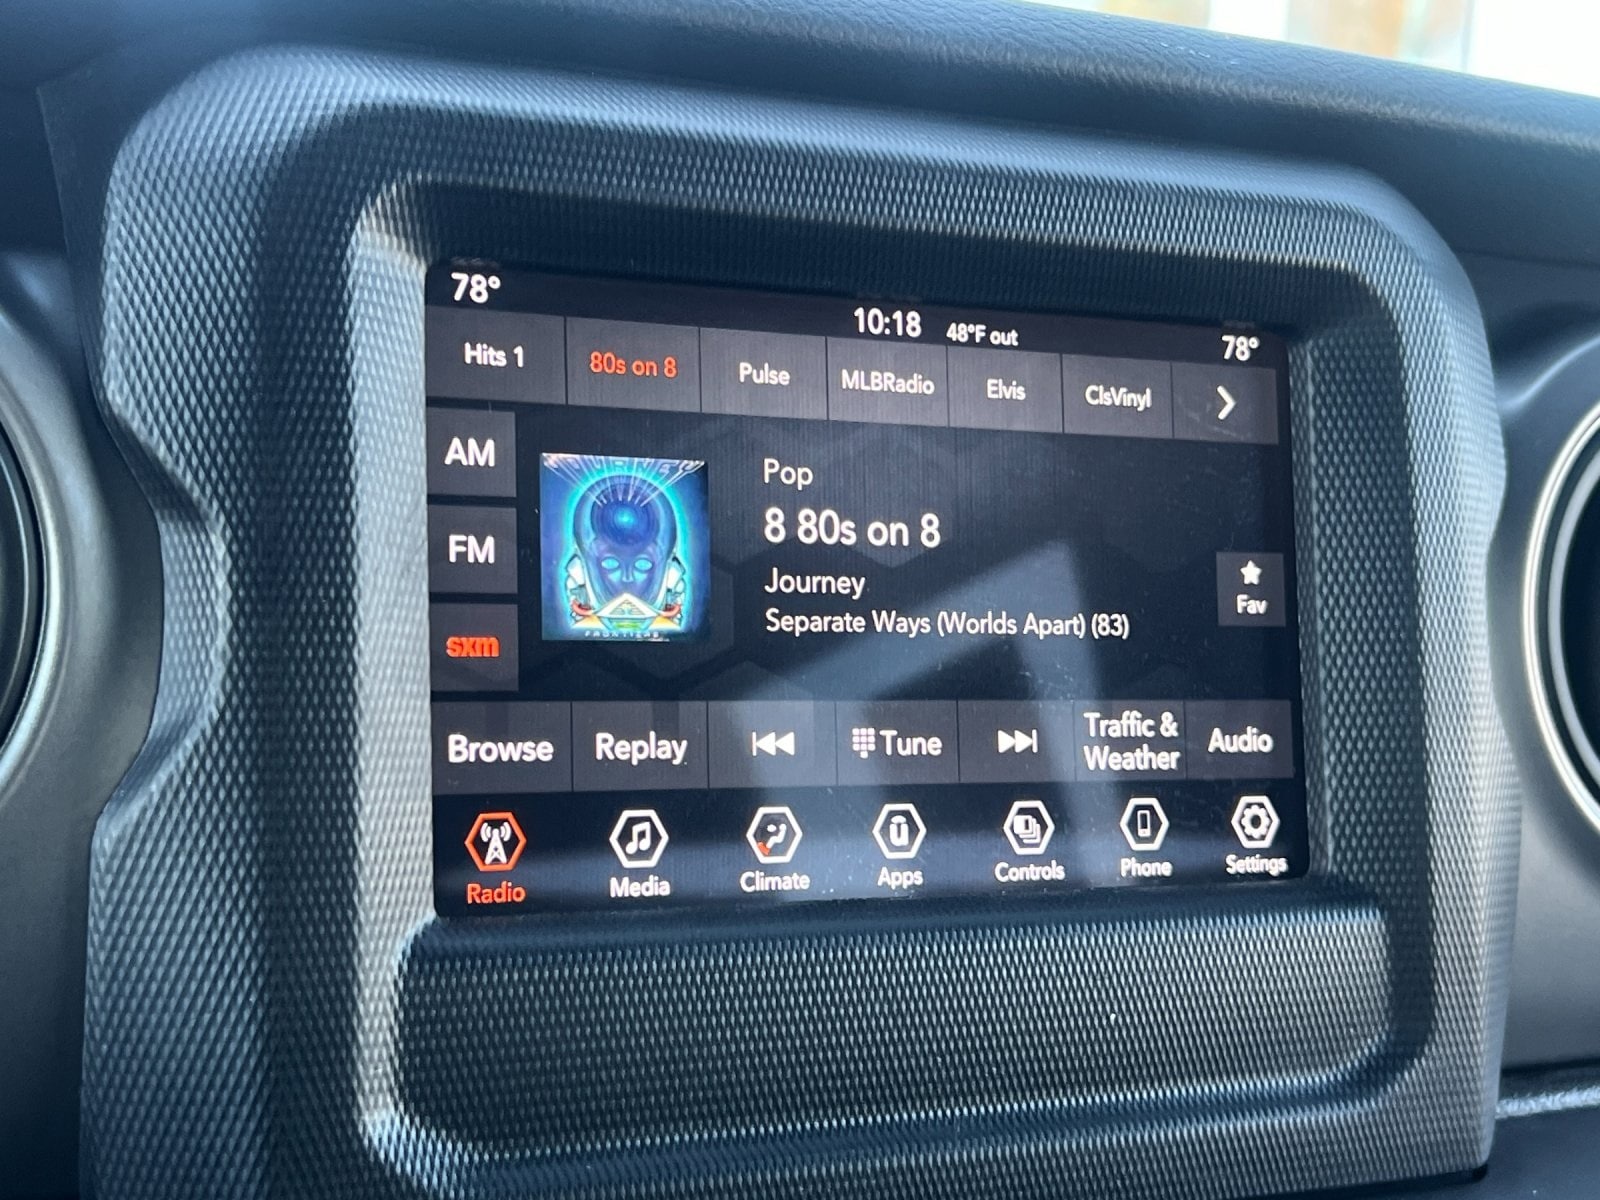 78°
10:18 48°F out
78°
Hits 1 80s on 8 Pulse MLBRadio Elvis ClsVinyl
AM
FM
sxm
JOURNEY
FRONTIERS
Pop
8 80s on 8
Journey
Separate Ways (Worlds Apart) (83)
Fav
Browse Replay Tune Traffic & Weather Audio
Radio Media Climate Apps Controls Phone Settings